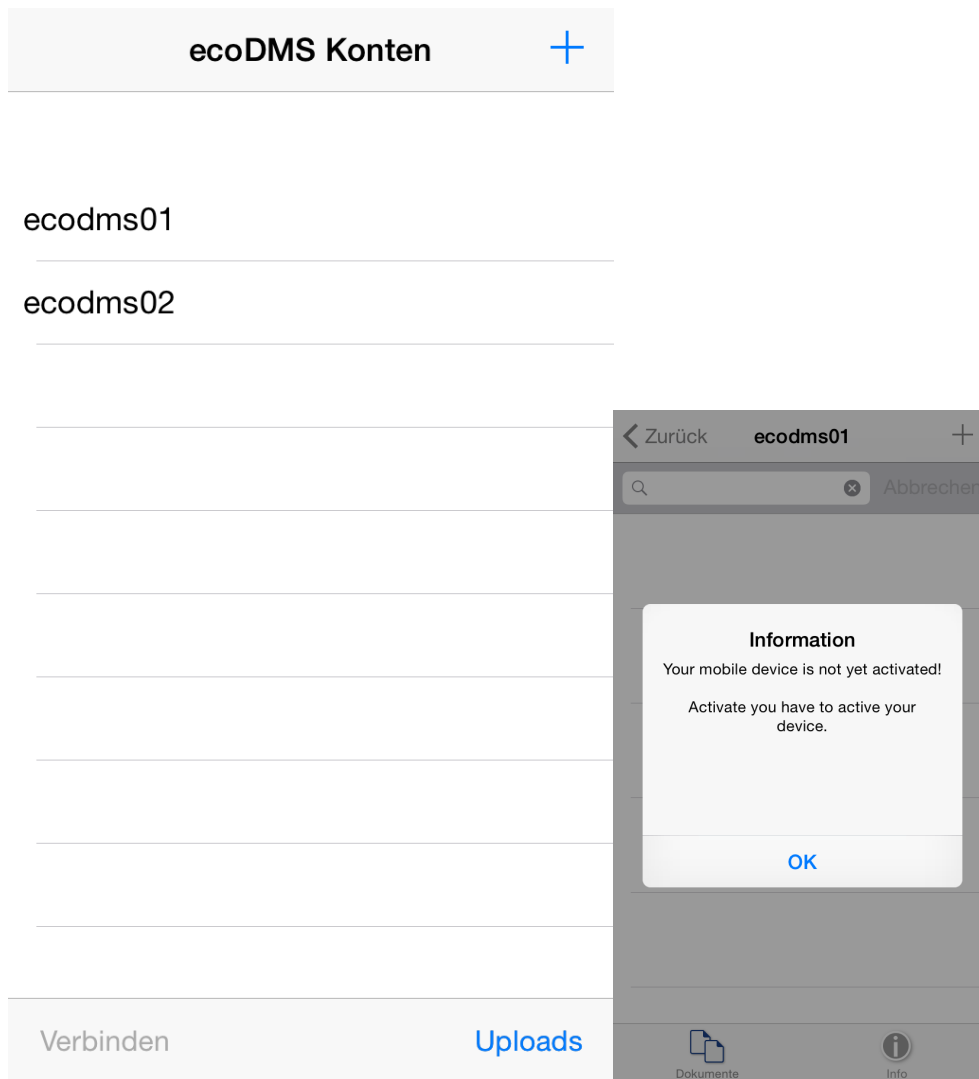 ecoDMS Konten
ecodms01
ecodms02
Verbinden
Uploads
Zurück
ecodms01
Abbrechen
Information
Your mobile device is not yet activated!
Activate you have to active your
device.
OK
Dokumente
Info